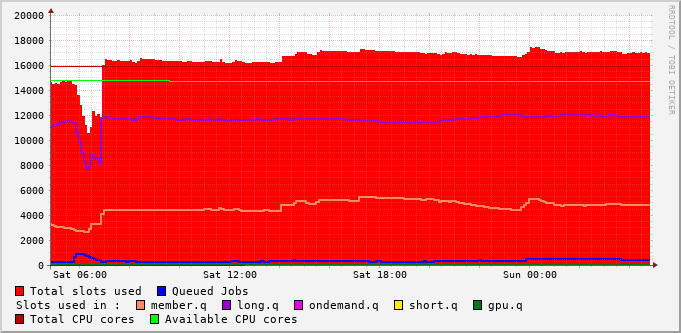 20000
18000
16000
14000
12000
10000
8000
6000
4000
2000
0
Sat 06:00 Sat 12:00 Sat 18:00 Sun 00:00
RRDTOOL / TOBI OETIKER
Total slots used Queued Jobs
Slots used in : member.q long.q ondemand.q short.q gpu.q
Total CPU cores Available CPU cores